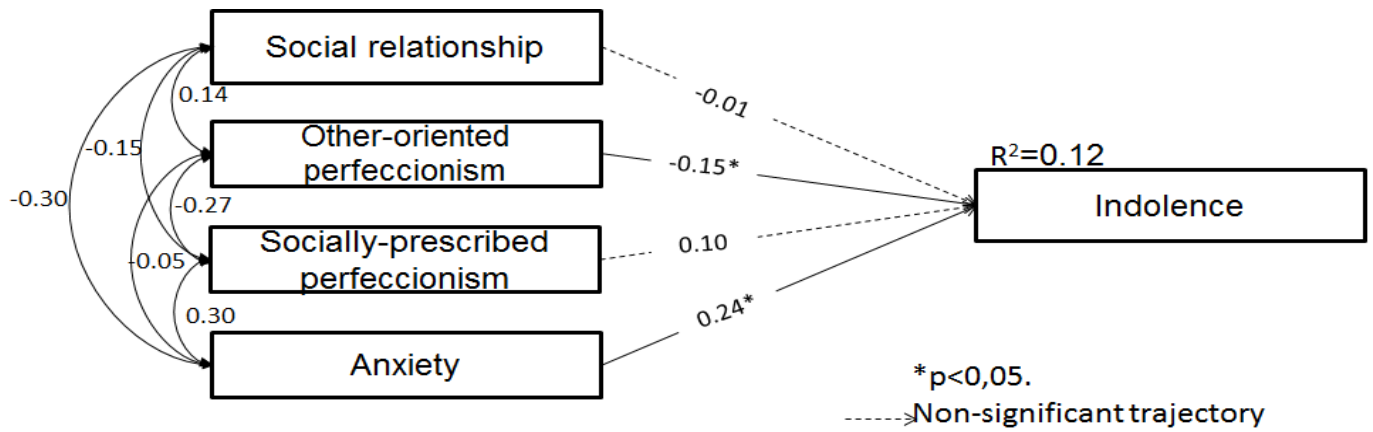 Social relationship
0.14
-0.01
Other-oriented
perfeccionism
-0.15
-0.15*
R²=0.12
Indolence
-0.30
-0.27
Socially-prescribed
perfeccionism
-0.05
0.10
0.30
0.24*
Anxiety
*p<0,05.
Non-significant trajectory